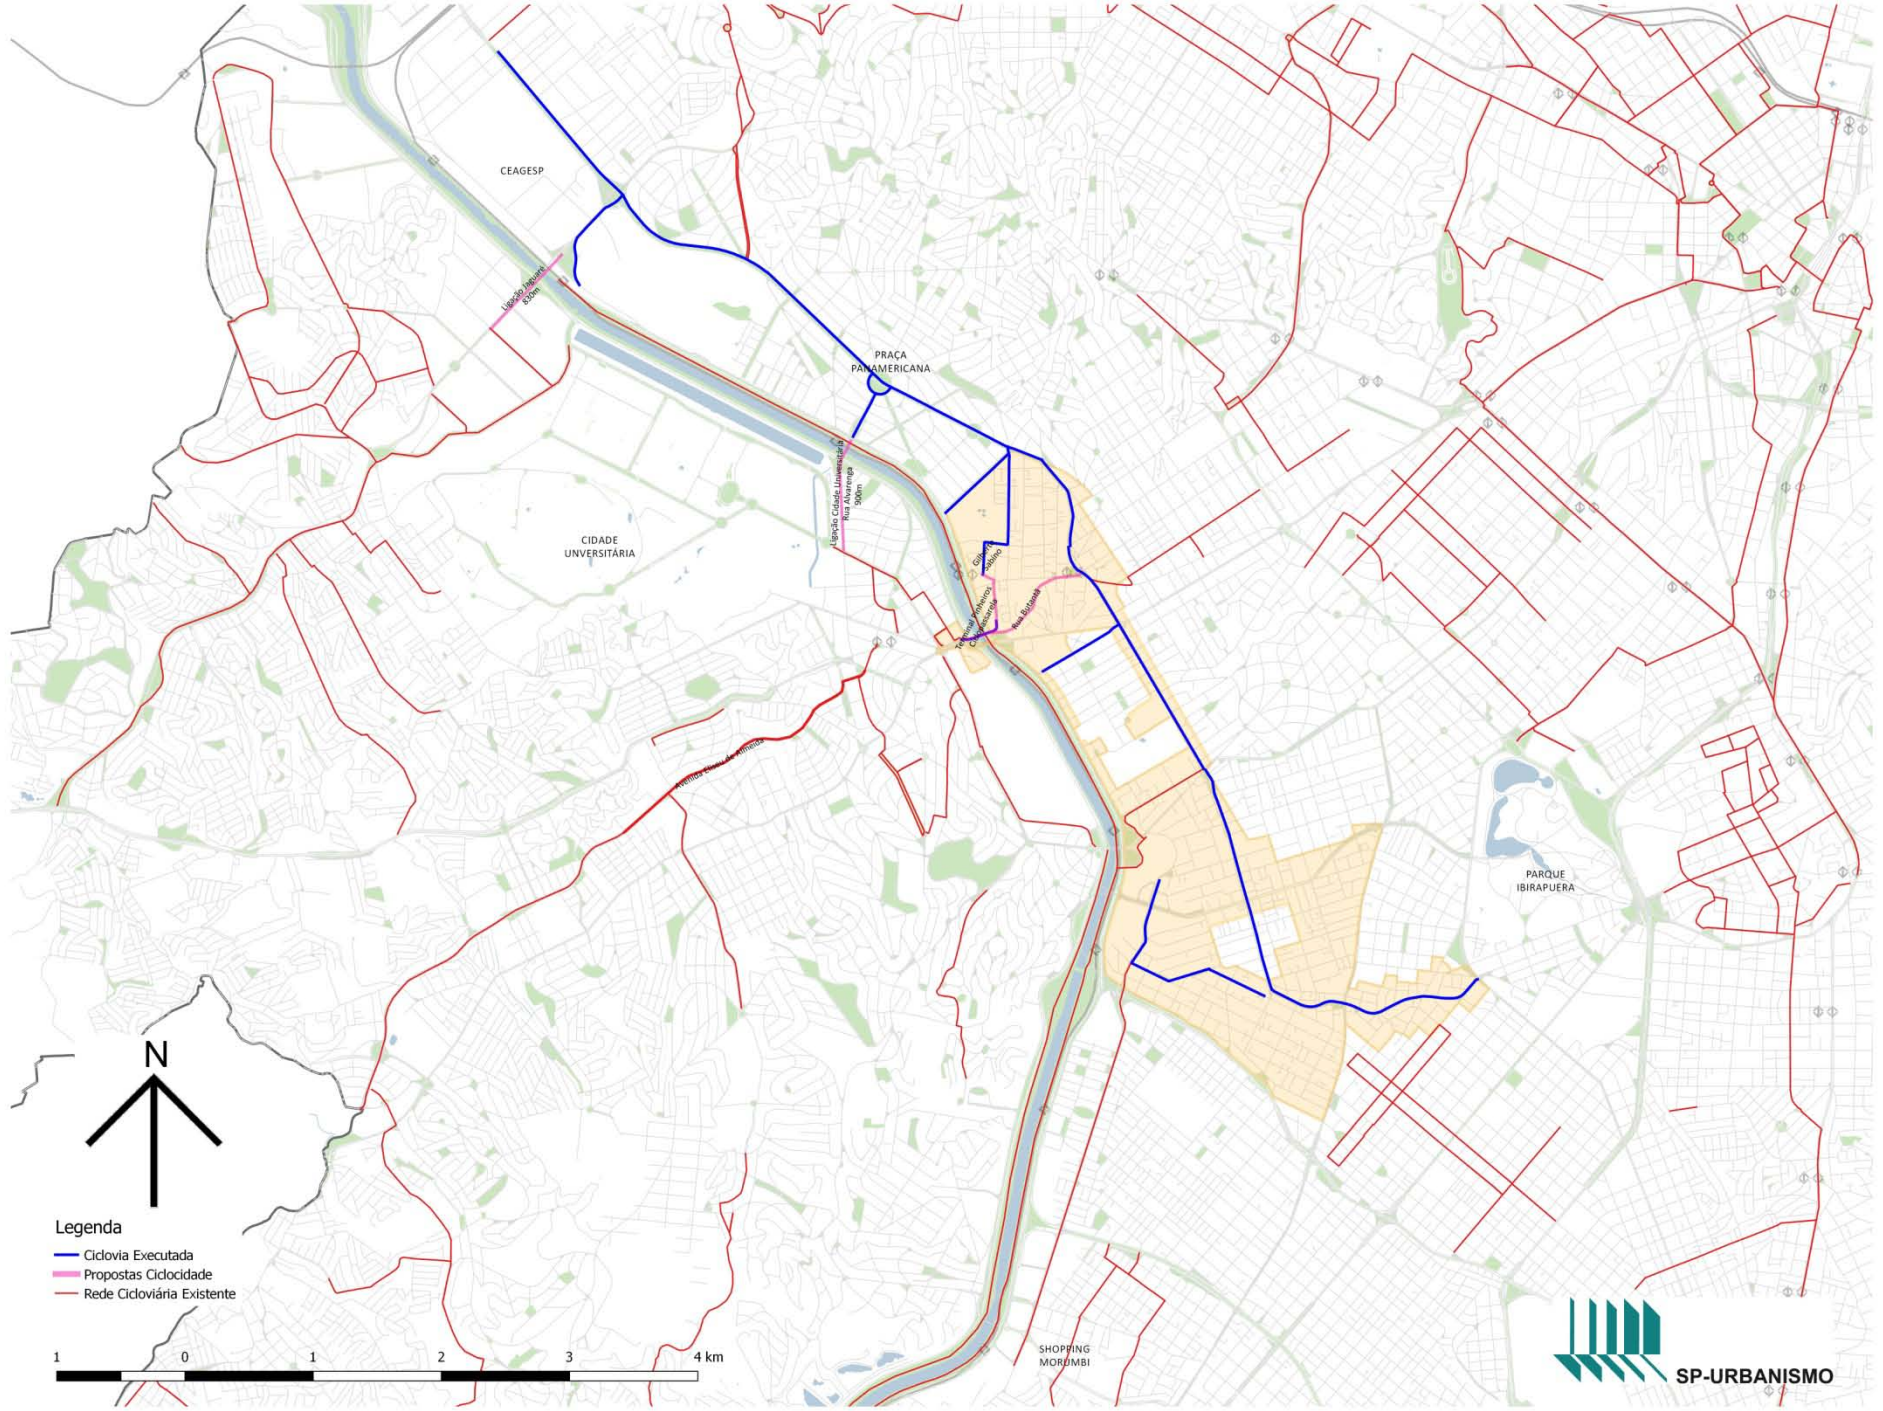 CEAGESP
Ligação Jaguaré
830m
PRAÇA
PANAMERICANA
Ligação Cidade Universitária
Rua Alvarenga
900m
CIDADE
UNVERSITÁRIA
Gilberto
Sabino
Terminal Pinheiros
Ciclopassarela
Rua Butantã
Avenida Eliseu de Almeida
PARQUE
IBIRAPUERA
N
Legenda
Ciclovia Executada
Propostas Ciclocidade
Rede Cicloviária Existente
1 0 1 2 3 4 km
SHOPPING
MORUMBI
SP-URBANISMO